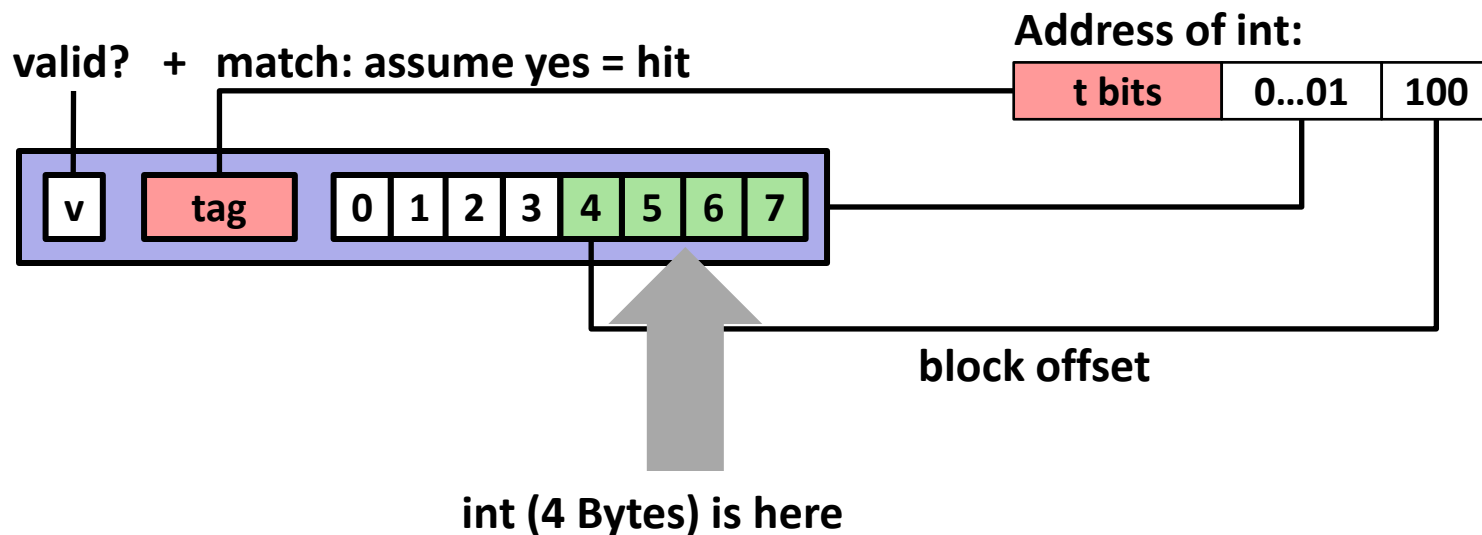 Address of int:
valid? + match: assume yes = hit
t bits 0...01 100
v tag 0 1 2 3 4 5 6 7
block offset
int (4 Bytes) is here